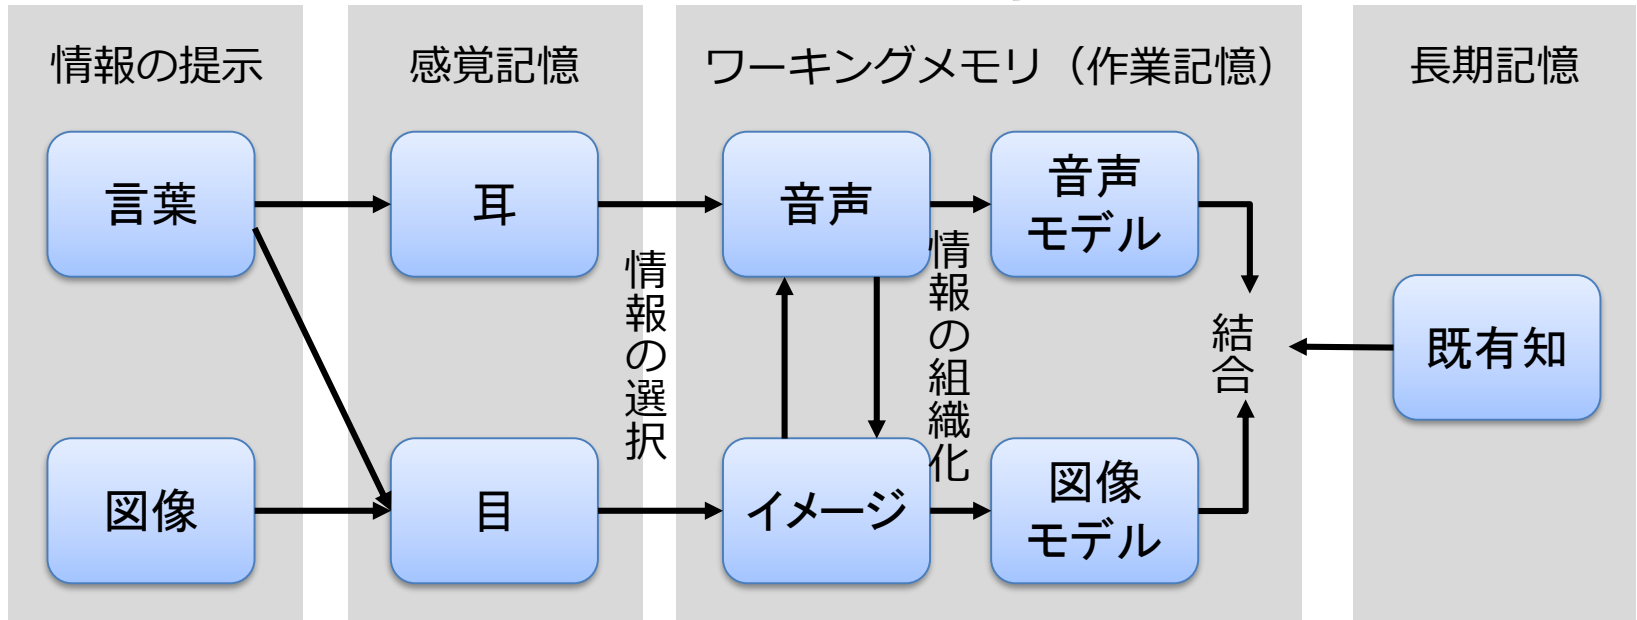 情報の提示
感覚記憶
ワーキングメモリ（作業記憶）
長期記憶
言葉
耳
音声
音声
モデル
情報の選択
情報の組織化
結合
既有知
図像
目
イメージ
図像
モデル